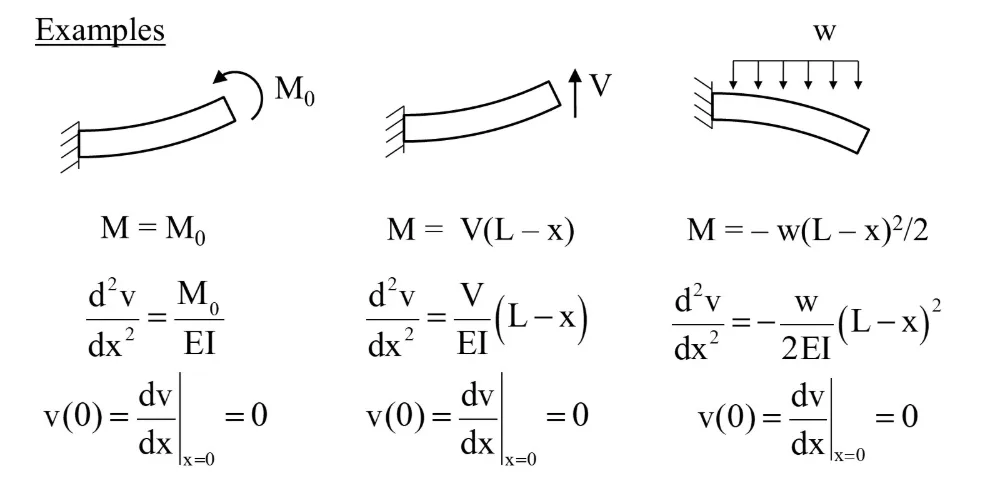 Examples
w
M₀
V
M = M₀
M = V(L – x)
M = – w(L – x)²/2
d²v/dx² = M₀/EI
d²v/dx² = V/EI (L − x)
d²v/dx² = − w/2EI (L − x)²
v(0) = dv/dx|ₓ₌₀ = 0
v(0) = dv/dx|ₓ₌₀ = 0
v(0) = dv/dx|ₓ₌₀ = 0